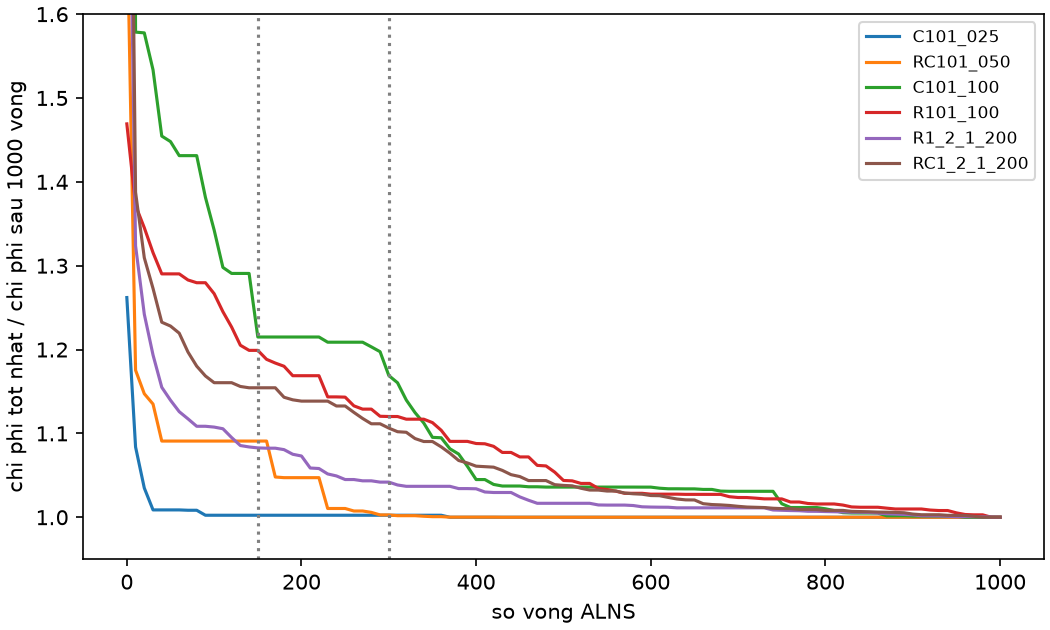 1.6
1.5
1.4
1.3
1.2
1.1
1.0
chi phi tot nhat / chi phi sau 1000 vong
C101_025
RC101_050
C101_100
R101_100
R1_2_1_200
RC1_2_1_200
0
200
400
600
800
1000
so vong ALNS